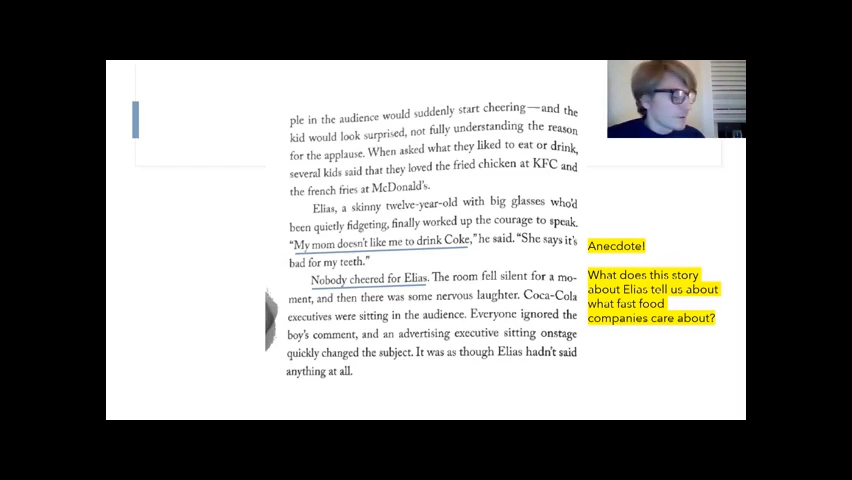 ple in the audience would suddenly start cheering—and the
kid would look surprised, not fully understanding the reason
for the applause. When asked what they liked to eat or drink,
several kids said that they loved the fried chicken at KFC and
the french fries at McDonald's.
Elias, a skinny twelve-year-old with big glasses who'd
been quietly fidgeting, finally worked up the courage to speak.
“My mom doesn't like me to drink Coke,” he said. “She says it's
bad for my teeth.”
Nobody cheered for Elias. The room fell silent for a mo-
ment, and then there was some nervous laughter. Coca-Cola
executives were sitting in the audience. Everyone ignored the
boy's comment, and an advertising executive sitting onstage
quickly changed the subject. It was as though Elias hadn't said
anything at all.
Anecdote!
What does this story
about Elias tell us about
what fast food
companies care about?